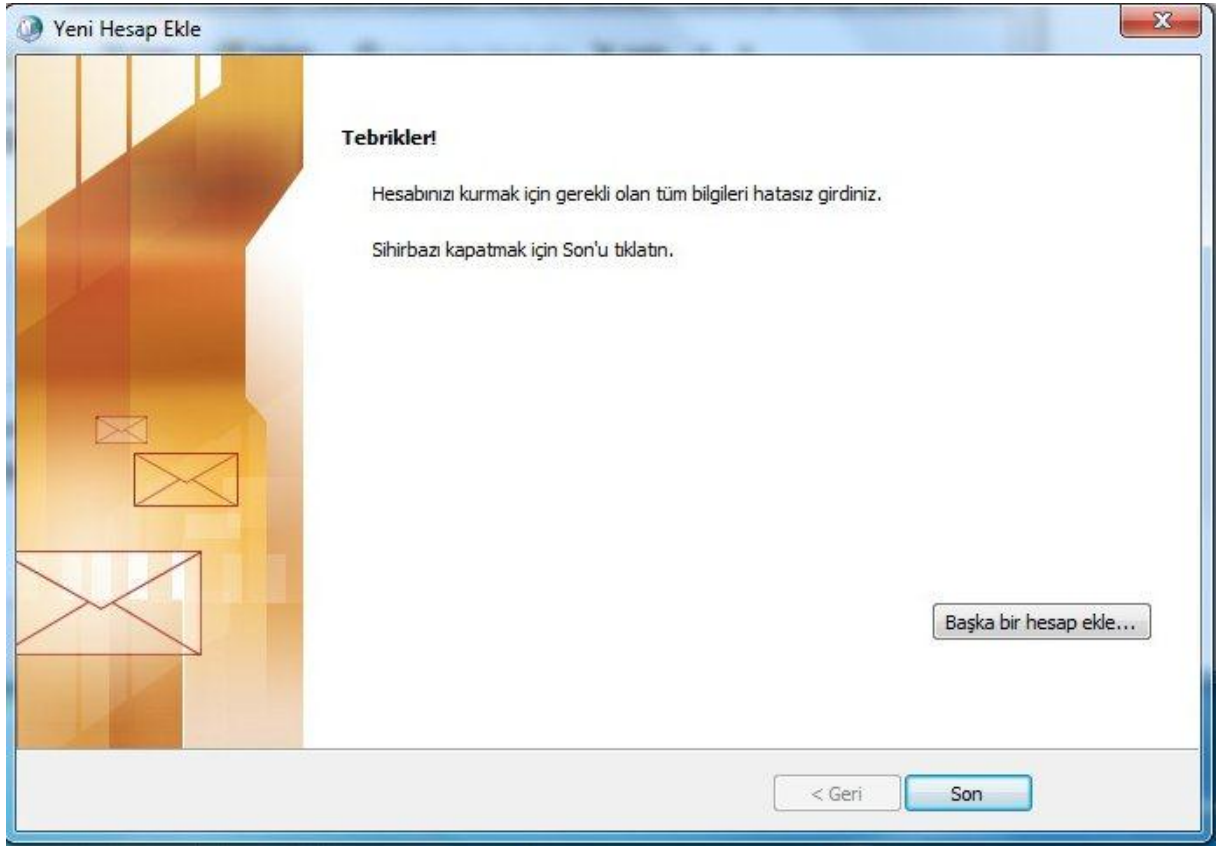 Yeni Hesap Ekle
Tebrikler!
Hesabınızı kurmak için gerekli olan tüm bilgileri hatasız girdiniz.
Sihirbazı kapatmak için Son'u tıklatın.
Başka bir hesap ekle...
< Geri
Son